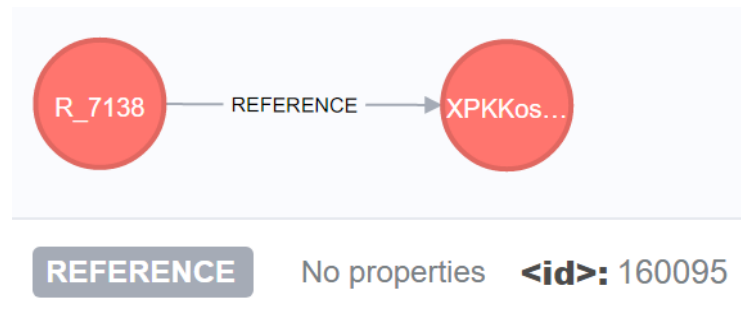 R_7138 REFERENCE XPKKos...
REFERENCE No properties <id>: 160095